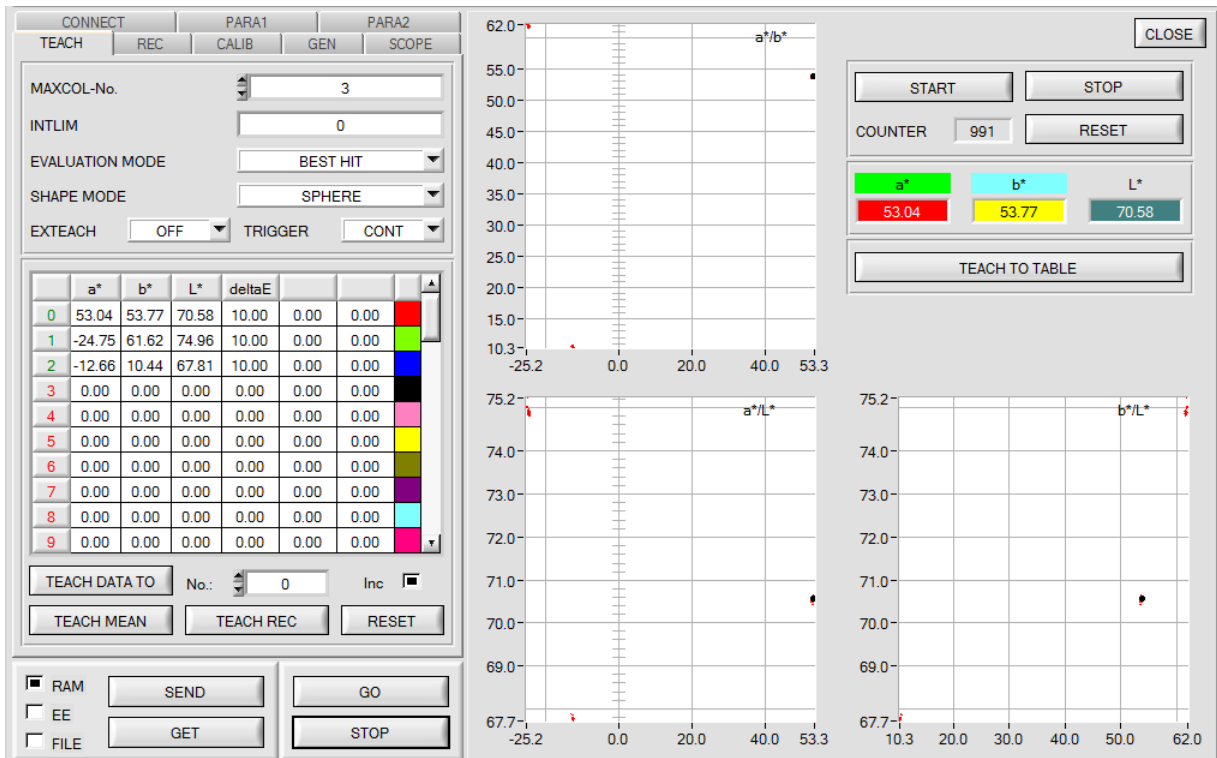 CONNECT PARA1 PARA2
TEACH REC CALIB GEN SCOPE
MAXCOL-No. 3
INTLIM 0
EVALUATION MODE BEST HIT
SHAPE MODE SPHERE
EXTEACH OFF TRIGGER CONT
a* b* L* deltaE
0 53.04 53.77 70.58 10.00 0.00 0.00
1 -24.75 61.62 74.96 10.00 0.00 0.00
2 -12.66 10.44 67.81 10.00 0.00 0.00
3 0.00 0.00 0.00 0.00 0.00 0.00
4 0.00 0.00 0.00 0.00 0.00 0.00
5 0.00 0.00 0.00 0.00 0.00 0.00
6 0.00 0.00 0.00 0.00 0.00 0.00
7 0.00 0.00 0.00 0.00 0.00 0.00
8 0.00 0.00 0.00 0.00 0.00 0.00
9 0.00 0.00 0.00 0.00 0.00 0.00
TEACH DATA TO No.: 0 Inc
TEACH MEAN TEACH REC RESET
RAM SEND GO
EE
GET STOP
FILE
a*/b*
62.0
55.0
50.0
45.0
40.0
35.0
30.0
25.0
20.0
15.0
10.3
-25.2 0.0 20.0 40.0 53.3
a*/L*
75.2
74.0
73.0
72.0
71.0
70.0
69.0
67.7
-25.2 0.0 20.0 40.0 53.3
CLOSE
START STOP
COUNTER 991 RESET
a* b* L*
53.04 53.77 70.58
TEACH TO TABLE
b*/L*
75.2
74.0
73.0
72.0
71.0
70.0
69.0
67.7
10.3 20.0 30.0 40.0 50.0 62.0